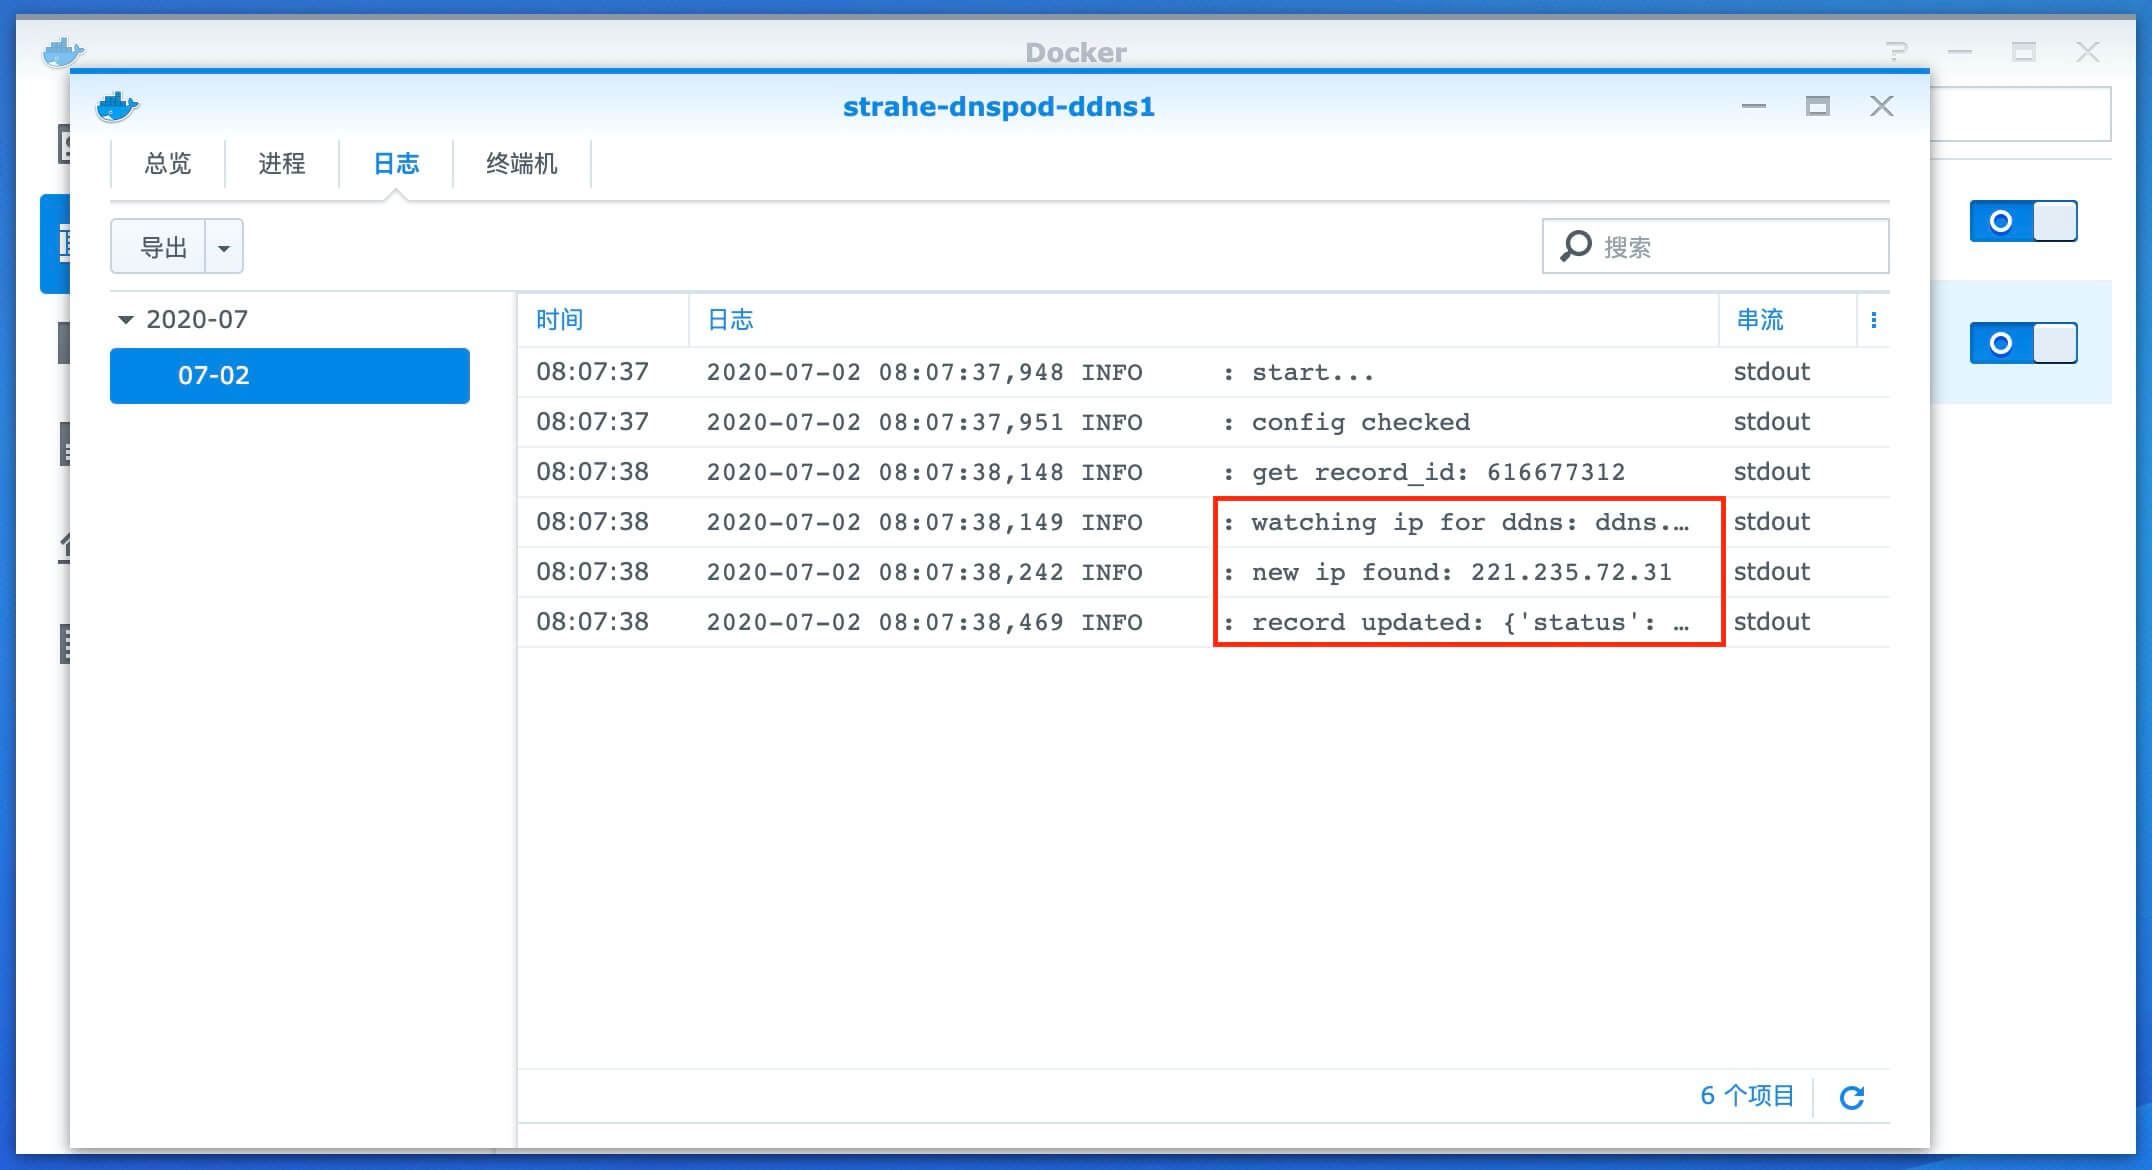 Docker
strahe-dnspod-ddns1
总览 进程 日志 终端机
导出 搜索
2020-07
07-02
时间 日志 串流
08:07:37 2020-07-02 08:07:37,948 INFO : start... stdout
08:07:37 2020-07-02 08:07:37,951 INFO : config checked stdout
08:07:38 2020-07-02 08:07:38,148 INFO : get record_id: 616677312 stdout
08:07:38 2020-07-02 08:07:38,149 INFO : watching ip for ddns: ddns.… stdout
08:07:38 2020-07-02 08:07:38,242 INFO : new ip found: 221.235.72.31 stdout
08:07:38 2020-07-02 08:07:38,469 INFO : record updated: {'status': … stdout
6 个项目